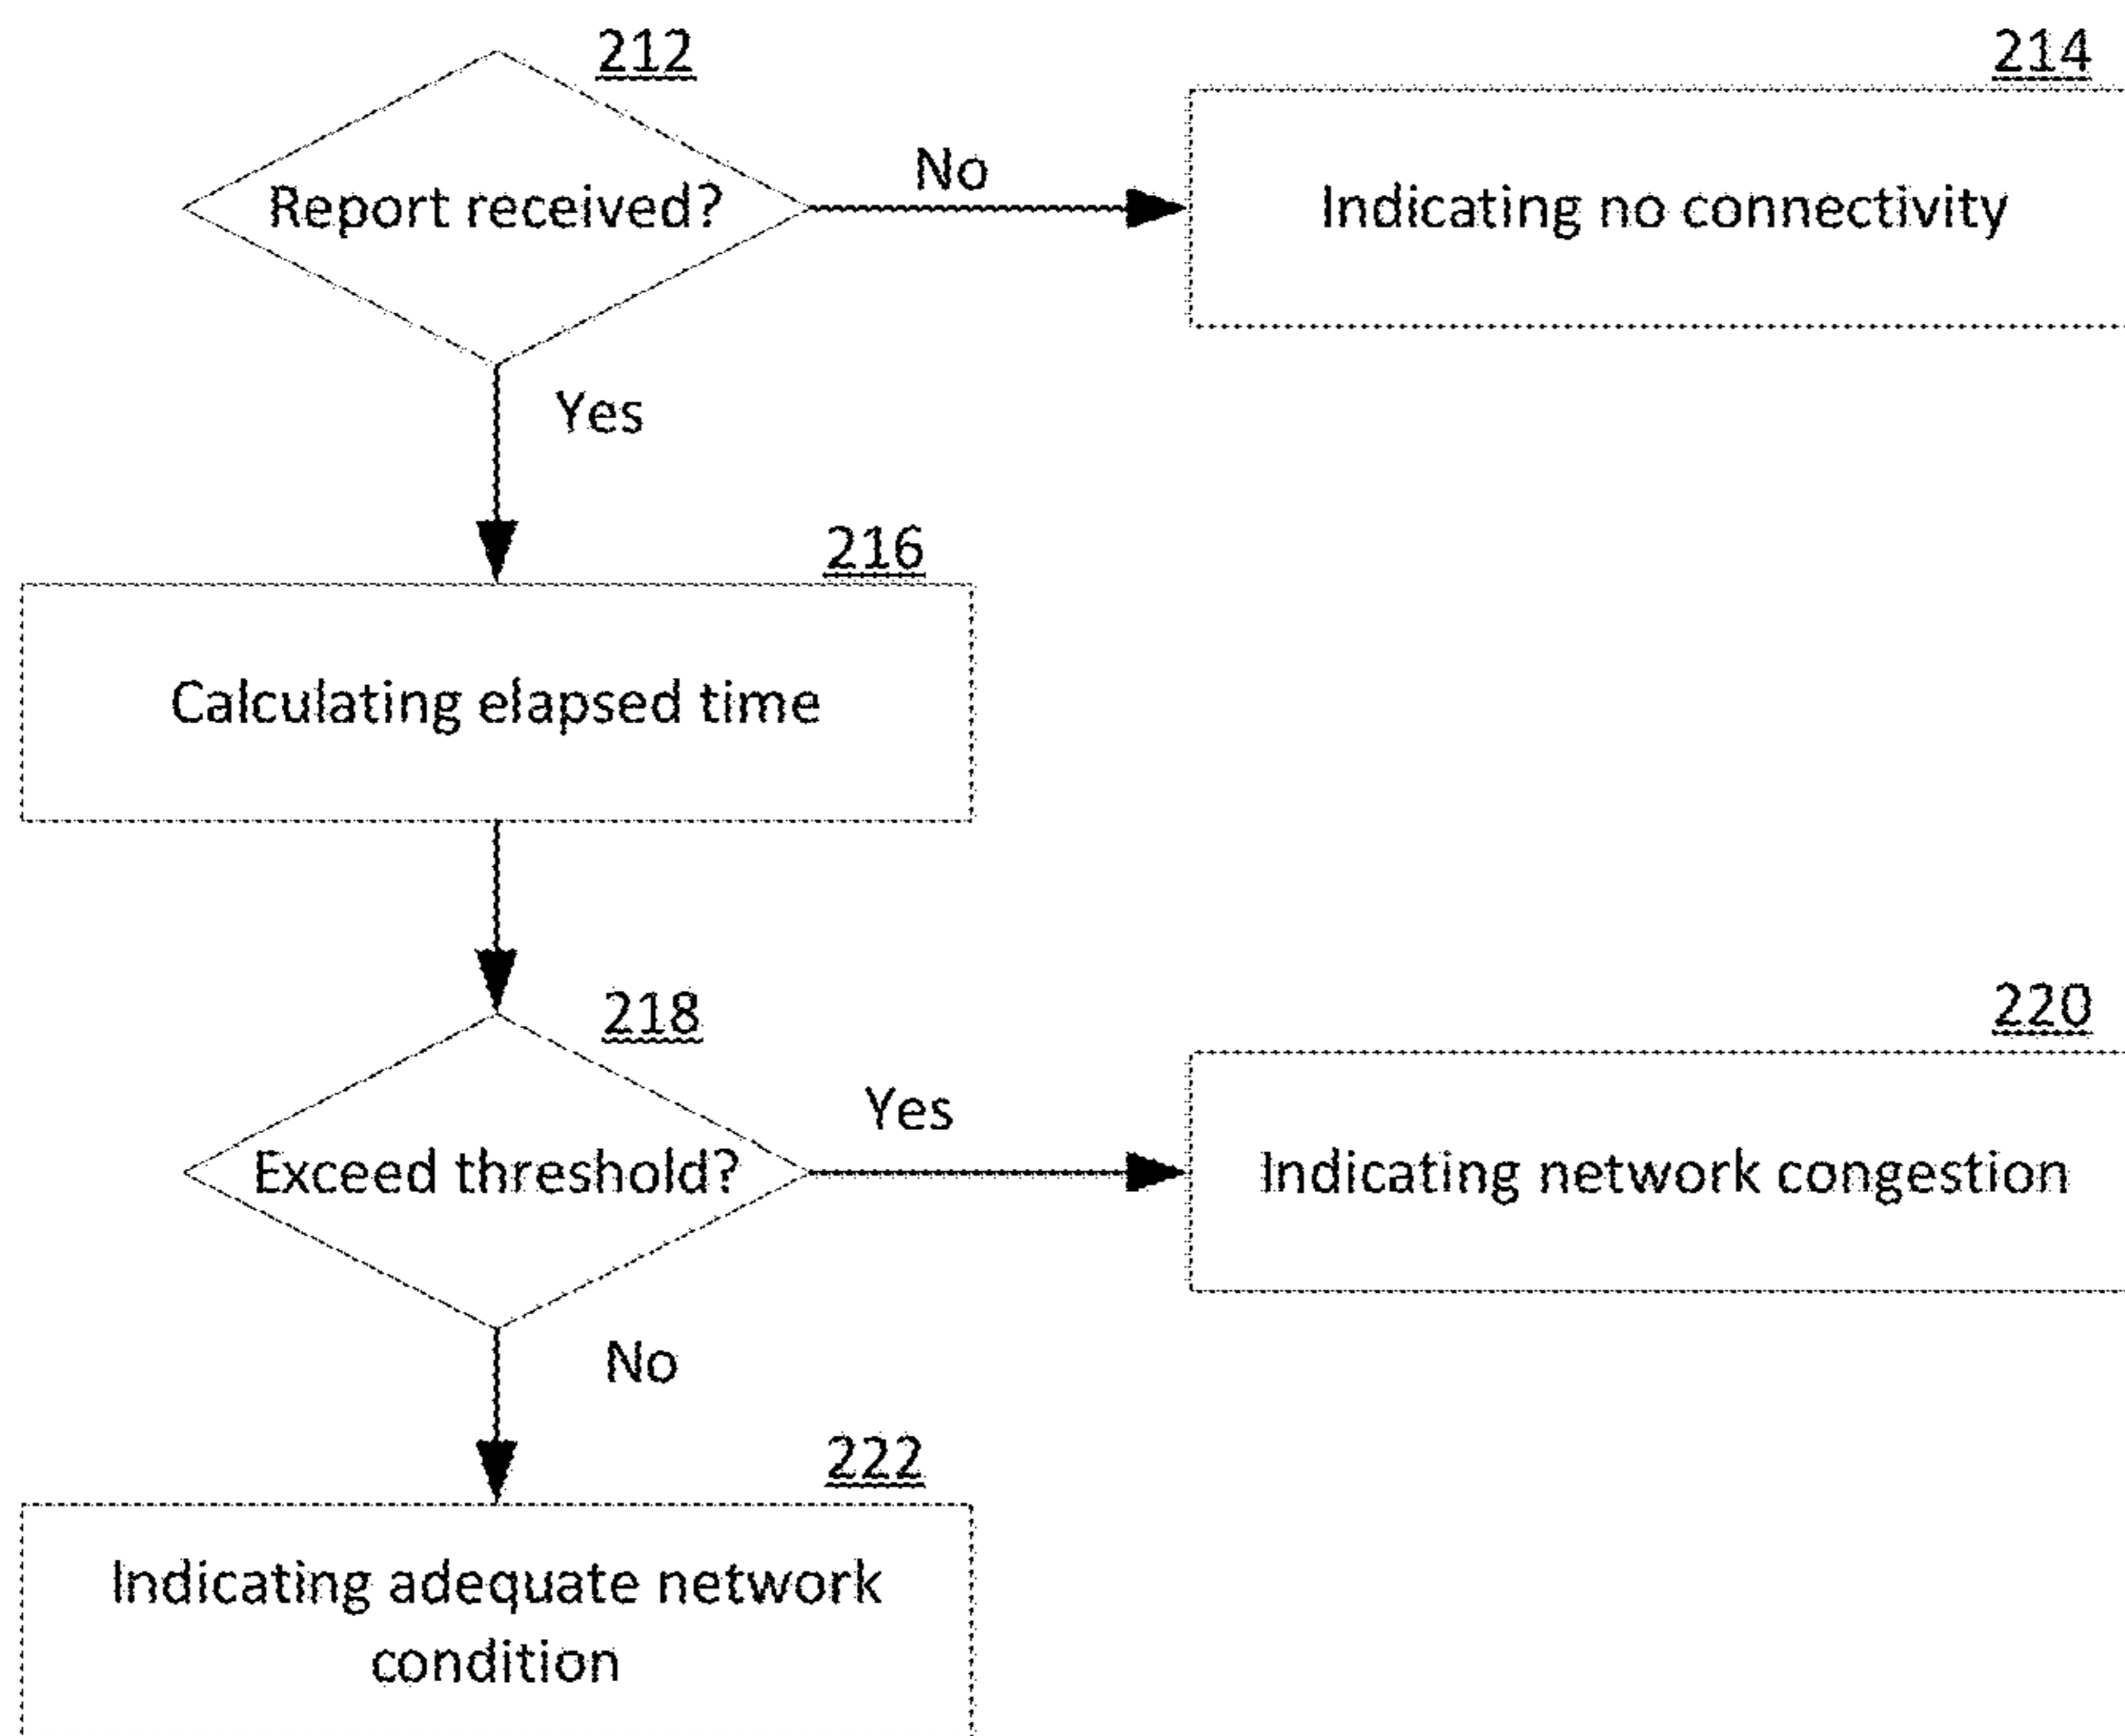 212
214
Report received?
No
Indicating no connectivity
Yes
216
Calculating elapsed time
218
220
Exceed threshold?
Yes
Indicating network congestion
No
222
Indicating adequate network
condition